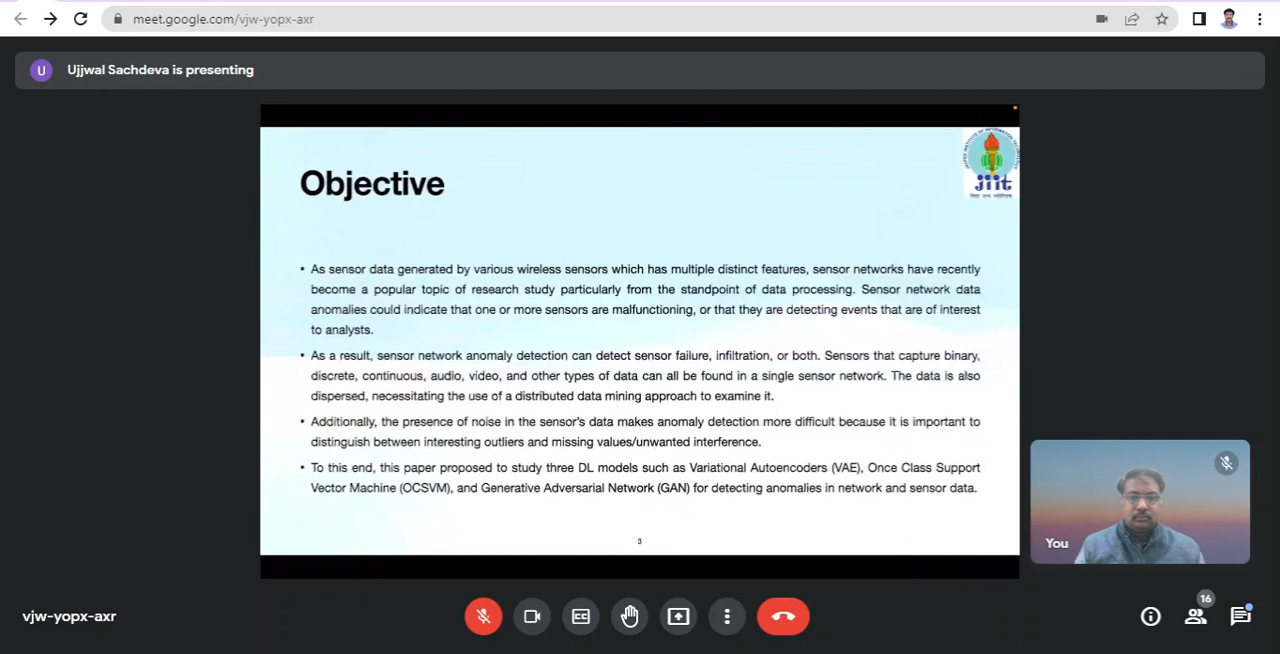 meet.google.com/vjw-yopx-axr
U
Ujjwal Sachdeva is presenting
Objective
jiit
• As sensor data generated by various wireless sensors which has multiple distinct features, sensor networks have recently
become a popular topic of research study particularly from the standpoint of data processing. Sensor network data
anomalies could indicate that one or more sensors are malfunctioning, or that they are detecting events that are of interest
to analysts.
• As a result, sensor network anomaly detection can detect sensor failure, infiltration, or both. Sensors that capture binary,
discrete, continuous, audio, video, and other types of data can all be found in a single sensor network. The data is also
dispersed, necessitating the use of a distributed data mining approach to examine it.
• Additionally, the presence of noise in the sensor's data makes anomaly detection more difficult because it is important to
distinguish between interesting outliers and missing values/unwanted interference.
• To this end, this paper proposed to study three DL models such as Variational Autoencoders (VAE), Once Class Support
Vector Machine (OCSVM), and Generative Adversarial Network (GAN) for detecting anomalies in network and sensor data.
3
You
vjw-yopx-axr
CC
16